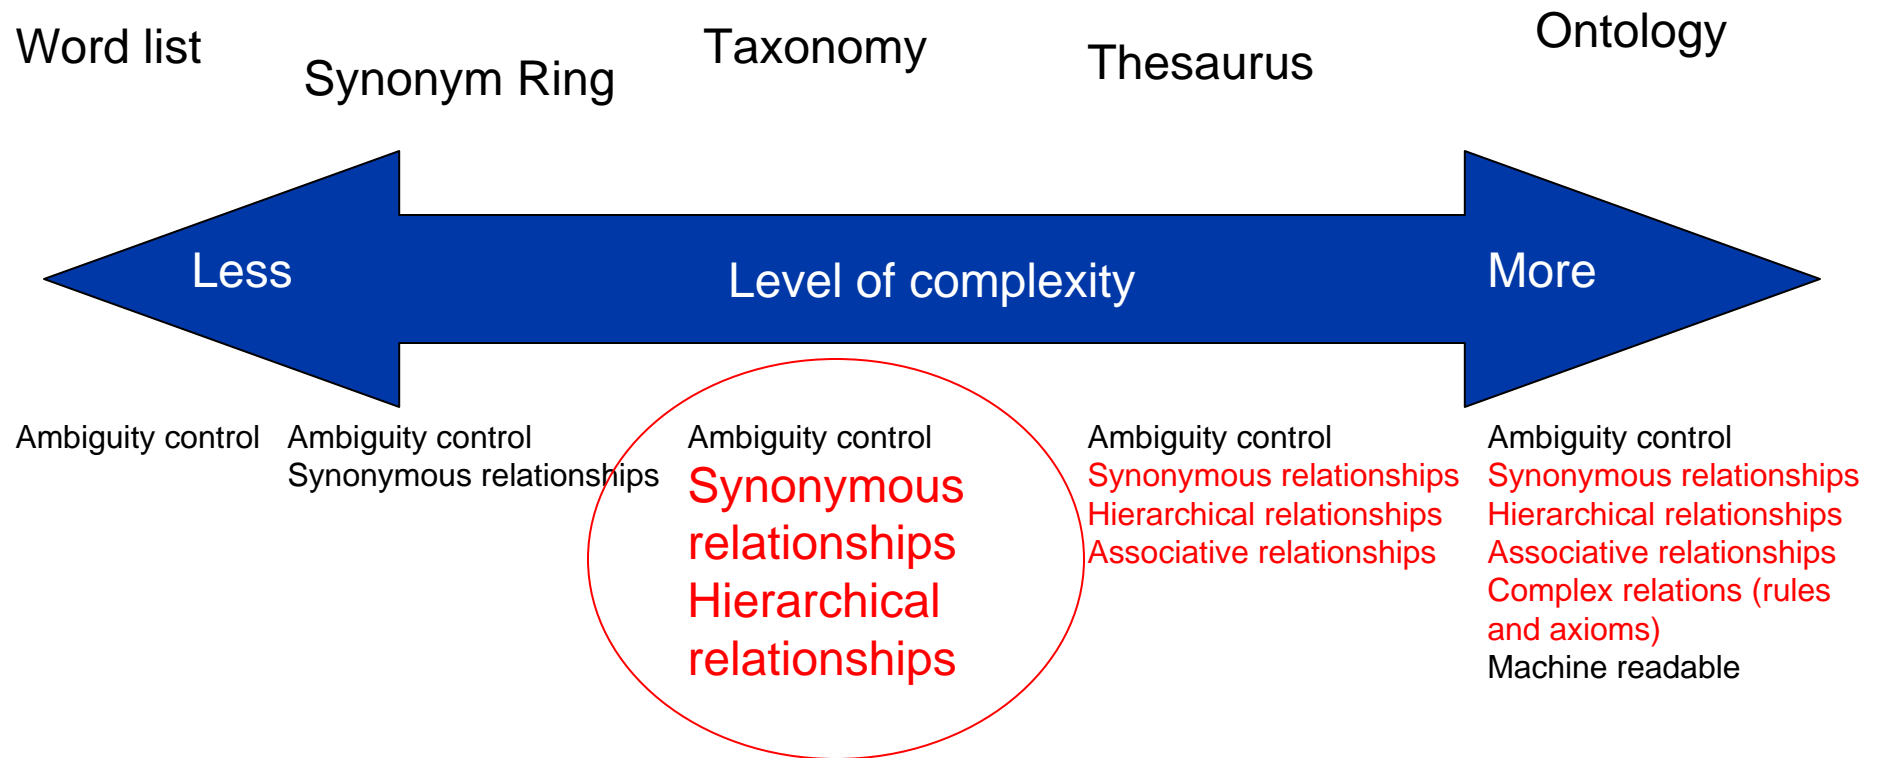 Word list
Synonym Ring
Taxonomy
Thesaurus
Ontology
Less
Level of complexity
More
Ambiguity control
Ambiguity control
Synonymous relationships
Ambiguity control
Synonymous
relationships
Hierarchical
relationships
Ambiguity control
Synonymous relationships
Hierarchical relationships
Associative relationships
Ambiguity control
Synonymous relationships
Hierarchical relationships
Associative relationships
Complex relations (rules
and axioms)
Machine readable